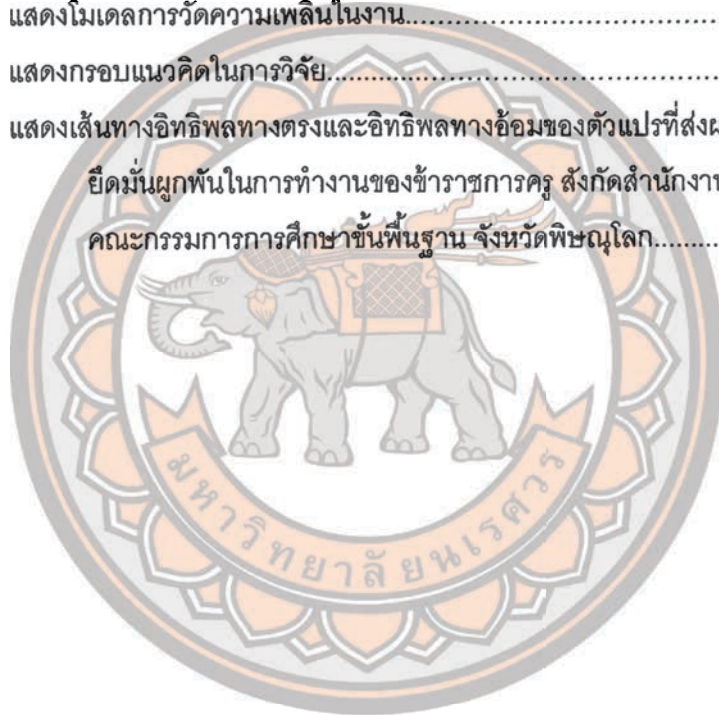 แสดงโมเดลการวัดความเพลินในงาน
แสดงกรอบแนวคิดในการวิจัย
แสดงเส้นทางอิทธิพลทางตรงและอิทธิพลทางอ้อมของตัวแปรที่ส่งผ
ยึดมั่นผูกพันในการทำงานของข้าราชการครู สังกัดสำนักงาน
คณะกรรมการการศึกษาขั้นพื้นฐาน จังหวัดพิษณุโลก
มหาวิทยาลัยนเรศวร